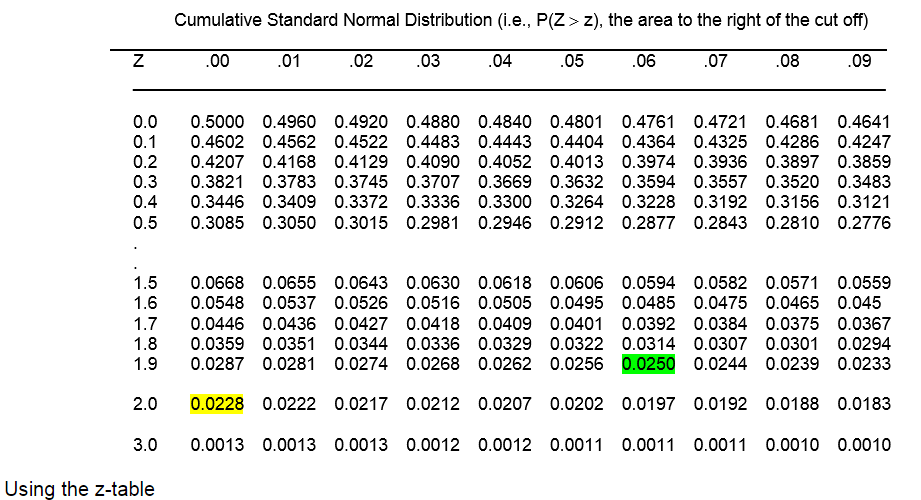 Cumulative Standard Normal Distribution (i.e., P(Z > z), the area to the right of the cut off)
Z .00 .01 .02 .03 .04 .05 .06 .07 .08 .09
0.0 0.5000 0.4960 0.4920 0.4880 0.4840 0.4801 0.4761 0.4721 0.4681 0.4641
0.1 0.4602 0.4562 0.4522 0.4483 0.4443 0.4404 0.4364 0.4325 0.4286 0.4247
0.2 0.4207 0.4168 0.4129 0.4090 0.4052 0.4013 0.3974 0.3936 0.3897 0.3859
0.3 0.3821 0.3783 0.3745 0.3707 0.3669 0.3632 0.3594 0.3557 0.3520 0.3483
0.4 0.3446 0.3409 0.3372 0.3336 0.3300 0.3264 0.3228 0.3192 0.3156 0.3121
0.5 0.3085 0.3050 0.3015 0.2981 0.2946 0.2912 0.2877 0.2843 0.2810 0.2776
.
.
1.5 0.0668 0.0655 0.0643 0.0630 0.0618 0.0606 0.0594 0.0582 0.0571 0.0559
1.6 0.0548 0.0537 0.0526 0.0516 0.0505 0.0495 0.0485 0.0475 0.0465 0.045
1.7 0.0446 0.0436 0.0427 0.0418 0.0409 0.0401 0.0392 0.0384 0.0375 0.0367
1.8 0.0359 0.0351 0.0344 0.0336 0.0329 0.0322 0.0314 0.0307 0.0301 0.0294
1.9 0.0287 0.0281 0.0274 0.0268 0.0262 0.0256 0.0250 0.0244 0.0239 0.0233
2.0 0.0228 0.0222 0.0217 0.0212 0.0207 0.0202 0.0197 0.0192 0.0188 0.0183
3.0 0.0013 0.0013 0.0013 0.0012 0.0012 0.0011 0.0011 0.0011 0.0010 0.0010
Using the z-table